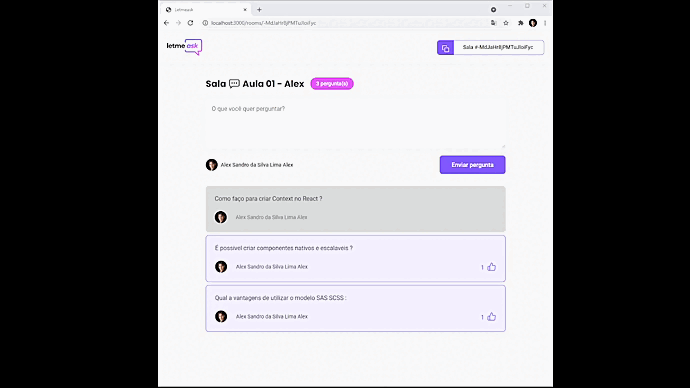 Letmeask
localhost:3000/rooms/-MdJaHr8jPMTuJIoiFyc
letmeask
Sala #-MdJaHr8jPMTuJIoiFyc
Sala 💬 Aula 01 - Alex
3 pergunta(s)
O que você quer perguntar?
Alex Sandro da Silva Lima Alex
Enviar pergunta
Como faço para criar Context no React ?
Alex Sandro da Silva Lima Alex
E possivel criar componentes nativos e escalaveis ?
Alex Sandro da Silva Lima Alex
1
Qual a vantagens de utilizar o modelo SAS SCSS :
Alex Sandro da Silva Lima Alex
1